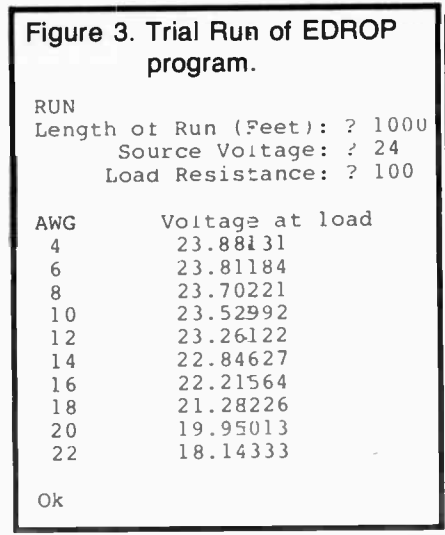 Figure 3. Trial Run of EDROP
program.
RUN
Length of Run (Feet): ? 1000
Source Voltage: ? 24
Load Resistance: ? 100
AWG Voltage at load
4 23.88131
6 23.81184
8 23.70221
10 23.52992
12 23.26122
14 22.84627
16 22.21564
18 21.28226
20 19.95013
22 18.14333
Ok